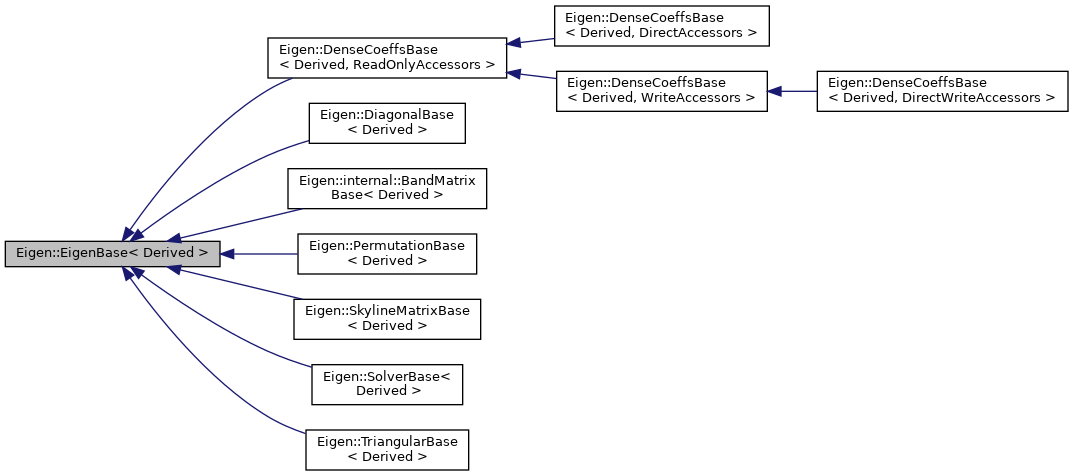 Eigen::DenseCoeffsBase
< Derived, DirectAccessors >
Eigen::DenseCoeffsBase
< Derived, ReadOnlyAccessors >
Eigen::DenseCoeffsBase
< Derived, WriteAccessors >
Eigen::DenseCoeffsBase
< Derived, DirectWriteAccessors >
Eigen::DiagonalBase
< Derived >
Eigen::internal::BandMatrix
Base< Derived >
Eigen::EigenBase< Derived >
Eigen::PermutationBase
< Derived >
Eigen::SkylineMatrixBase
< Derived >
Eigen::SolverBase<
Derived >
Eigen::TriangularBase
< Derived >